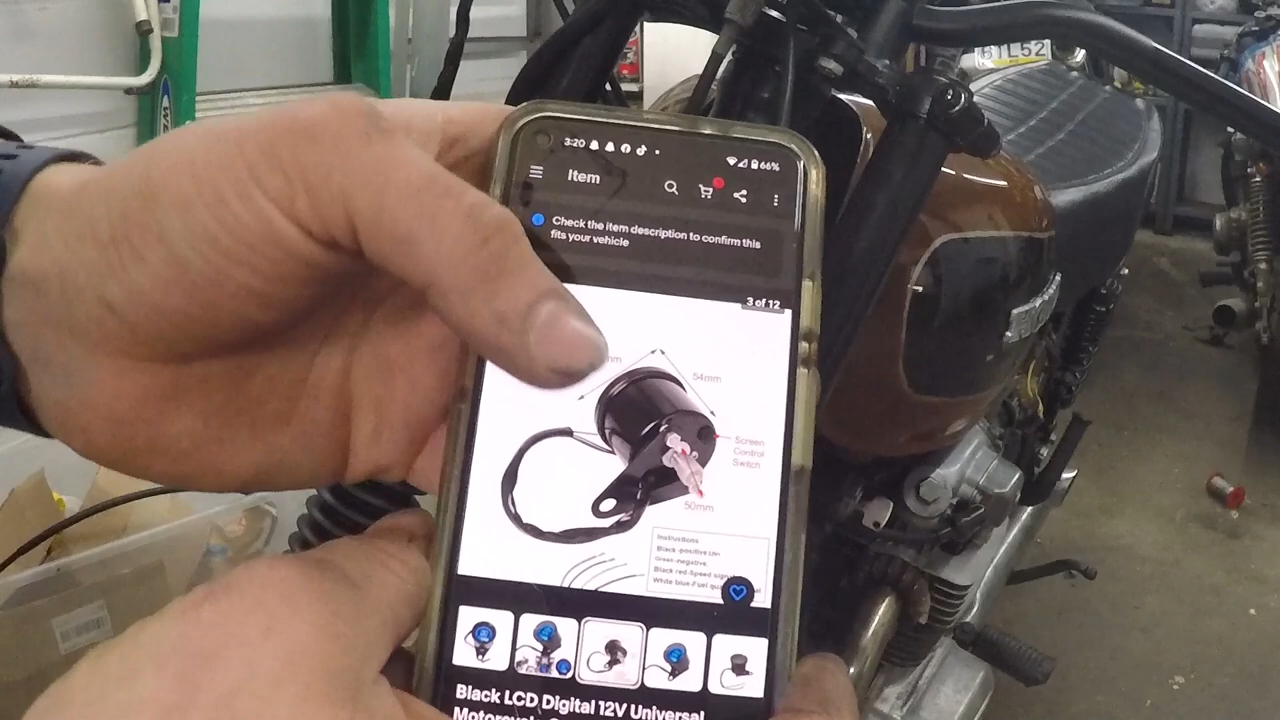 3:20
66%
Item
Check the item description to confirm this
fits your vehicle
3 of 12
54mm
Screen
Control
Switch
50mm
Instructions
Black -positive
Green-negative.
Black red-Speed
White blue-Fuel
Black LCD Digital 12V Universal